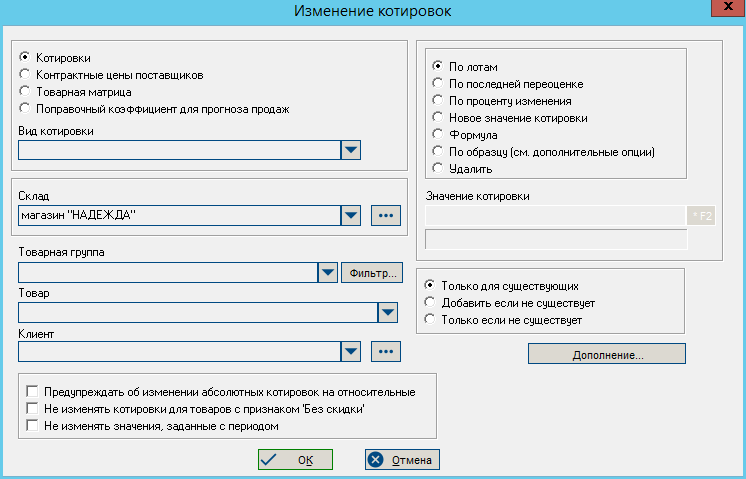 Изменение котировок
x
Котировки
Контрактные цены поставщиков
Товарная матрица
Поправочный коэффициент для прогноза продаж
Вид котировки
Склад
магазин "НАДЕЖДА"
...
Товарная группа
Фильтр...
Товар
Клиент
...
По лотам
По последней переоценке
По проценту изменения
Новое значение котировки
Формула
По образцу (см. дополнительные опции)
Удалить
Значение котировки
* F2
Только для существующих
Добавить если не существует
Только если не существует
Дополнение...
Предупреждать об изменении абсолютных котировок на относительные
Не изменять котировки для товаров с признаком 'Без скидки'
Не изменять значения, заданные с периодом
ОК
Отмена